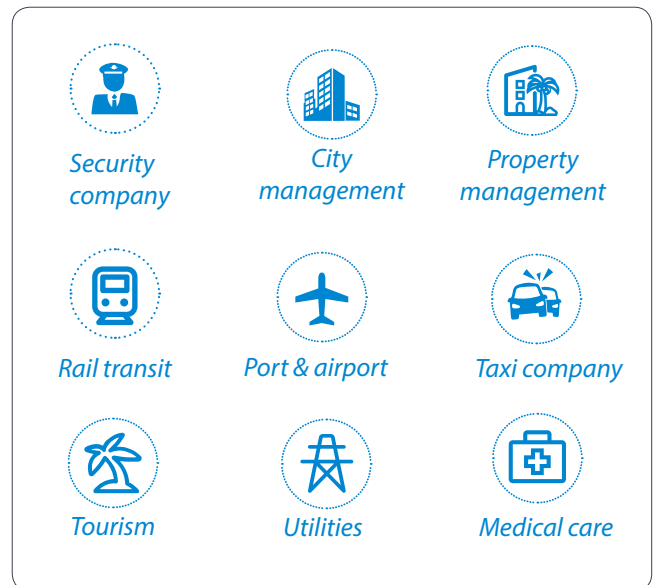 Security
company
City
management
Property
management
Rail transit
Port & airport
Taxi company
Tourism
Utilities
Medical care